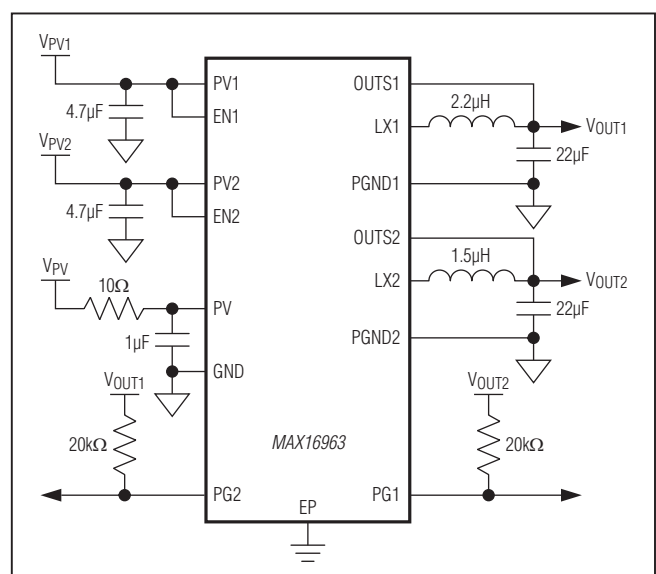 VPV1
4.7µF
PV1
EN1
VPV2
4.7µF
PV2
EN2
VPV
10Ω
1µF
PV
GND
VOUT1
20kΩ
PG2
MAX16963
EP
OUTS1
2.2µH
LX1
VOUT1
22µF
PGND1
OUTS2
1.5µH
LX2
VOUT2
22µF
PGND2
VOUT2
20kΩ
PG1